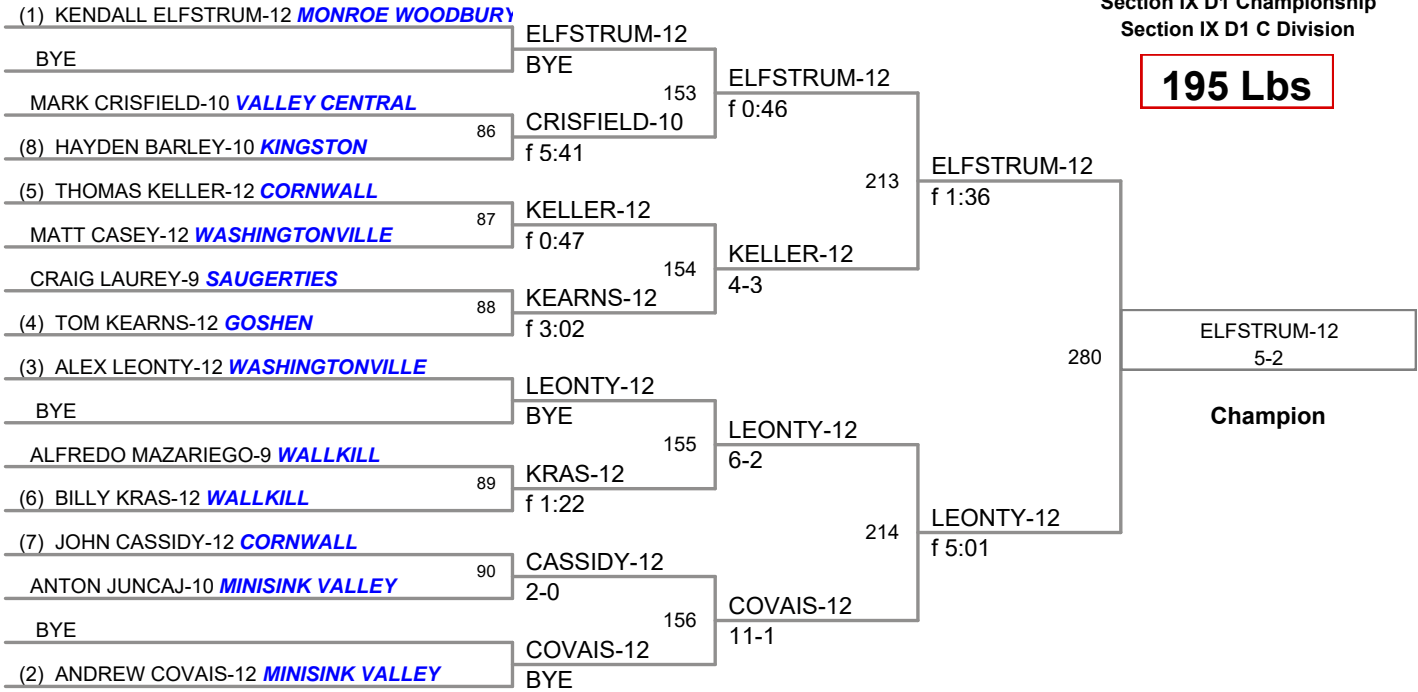 Section IX D1 Championship
Section IX D1 C Division
195 Lbs
(1) KENDALL ELFSTRUM-12 MONROE WOODBURY
BYE
MARK CRISFIELD-10 VALLEY CENTRAL
(8) HAYDEN BARLEY-10 KINGSTON
(5) THOMAS KELLER-12 CORNWALL
MATT CASEY-12 WASHINGTONVILLE
CRAIG LAUREY-9 SAUGERTIES
(4) TOM KEARNS-12 GOSHEN
(3) ALEX LEONTY-12 WASHINGTONVILLE
BYE
ALFREDO MAZARIEGO-9 WALLKILL
(6) BILLY KRAS-12 WALLKILL
(7) JOHN CASSIDY-12 CORNWALL
ANTON JUNCAJ-10 MINISINK VALLEY
BYE
(2) ANDREW COVAIS-12 MINISINK VALLEY
86
87
88
89
90
ELFSTRUM-12
BYE
CRISFIELD-10
f 5:41
KELLER-12
f 0:47
KEARNS-12
f 3:02
LEONTY-12
BYE
KRAS-12
f 1:22
CASSIDY-12
2-0
COVAIS-12
BYE
153
154
155
156
ELFSTRUM-12
f 0:46
KELLER-12
4-3
LEONTY-12
6-2
COVAIS-12
11-1
213
214
ELFSTRUM-12
f 1:36
LEONTY-12
f 5:01
280
ELFSTRUM-12
5-2
Champion